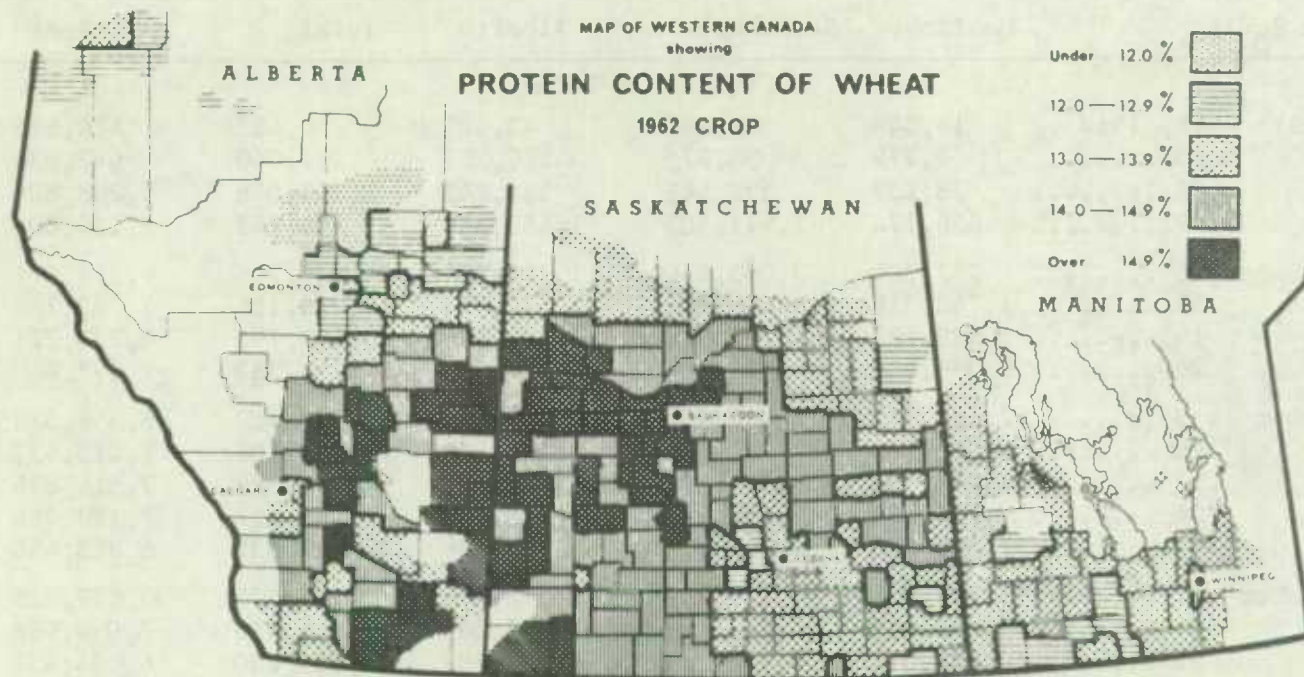 MAP OF WESTERN CANADA
showing
PROTEIN CONTENT OF WHEAT
1962 CROP
Under 12.0 %
12.0 — 12.9 %
13.0 — 13.9 %
14.0 — 14.9 %
Over 14.9 %
ALBERTA
SASKATCHEWAN
MANITOBA
EDMONTON
SASKATOON
CALGARY
REGINA
WINNIPEG